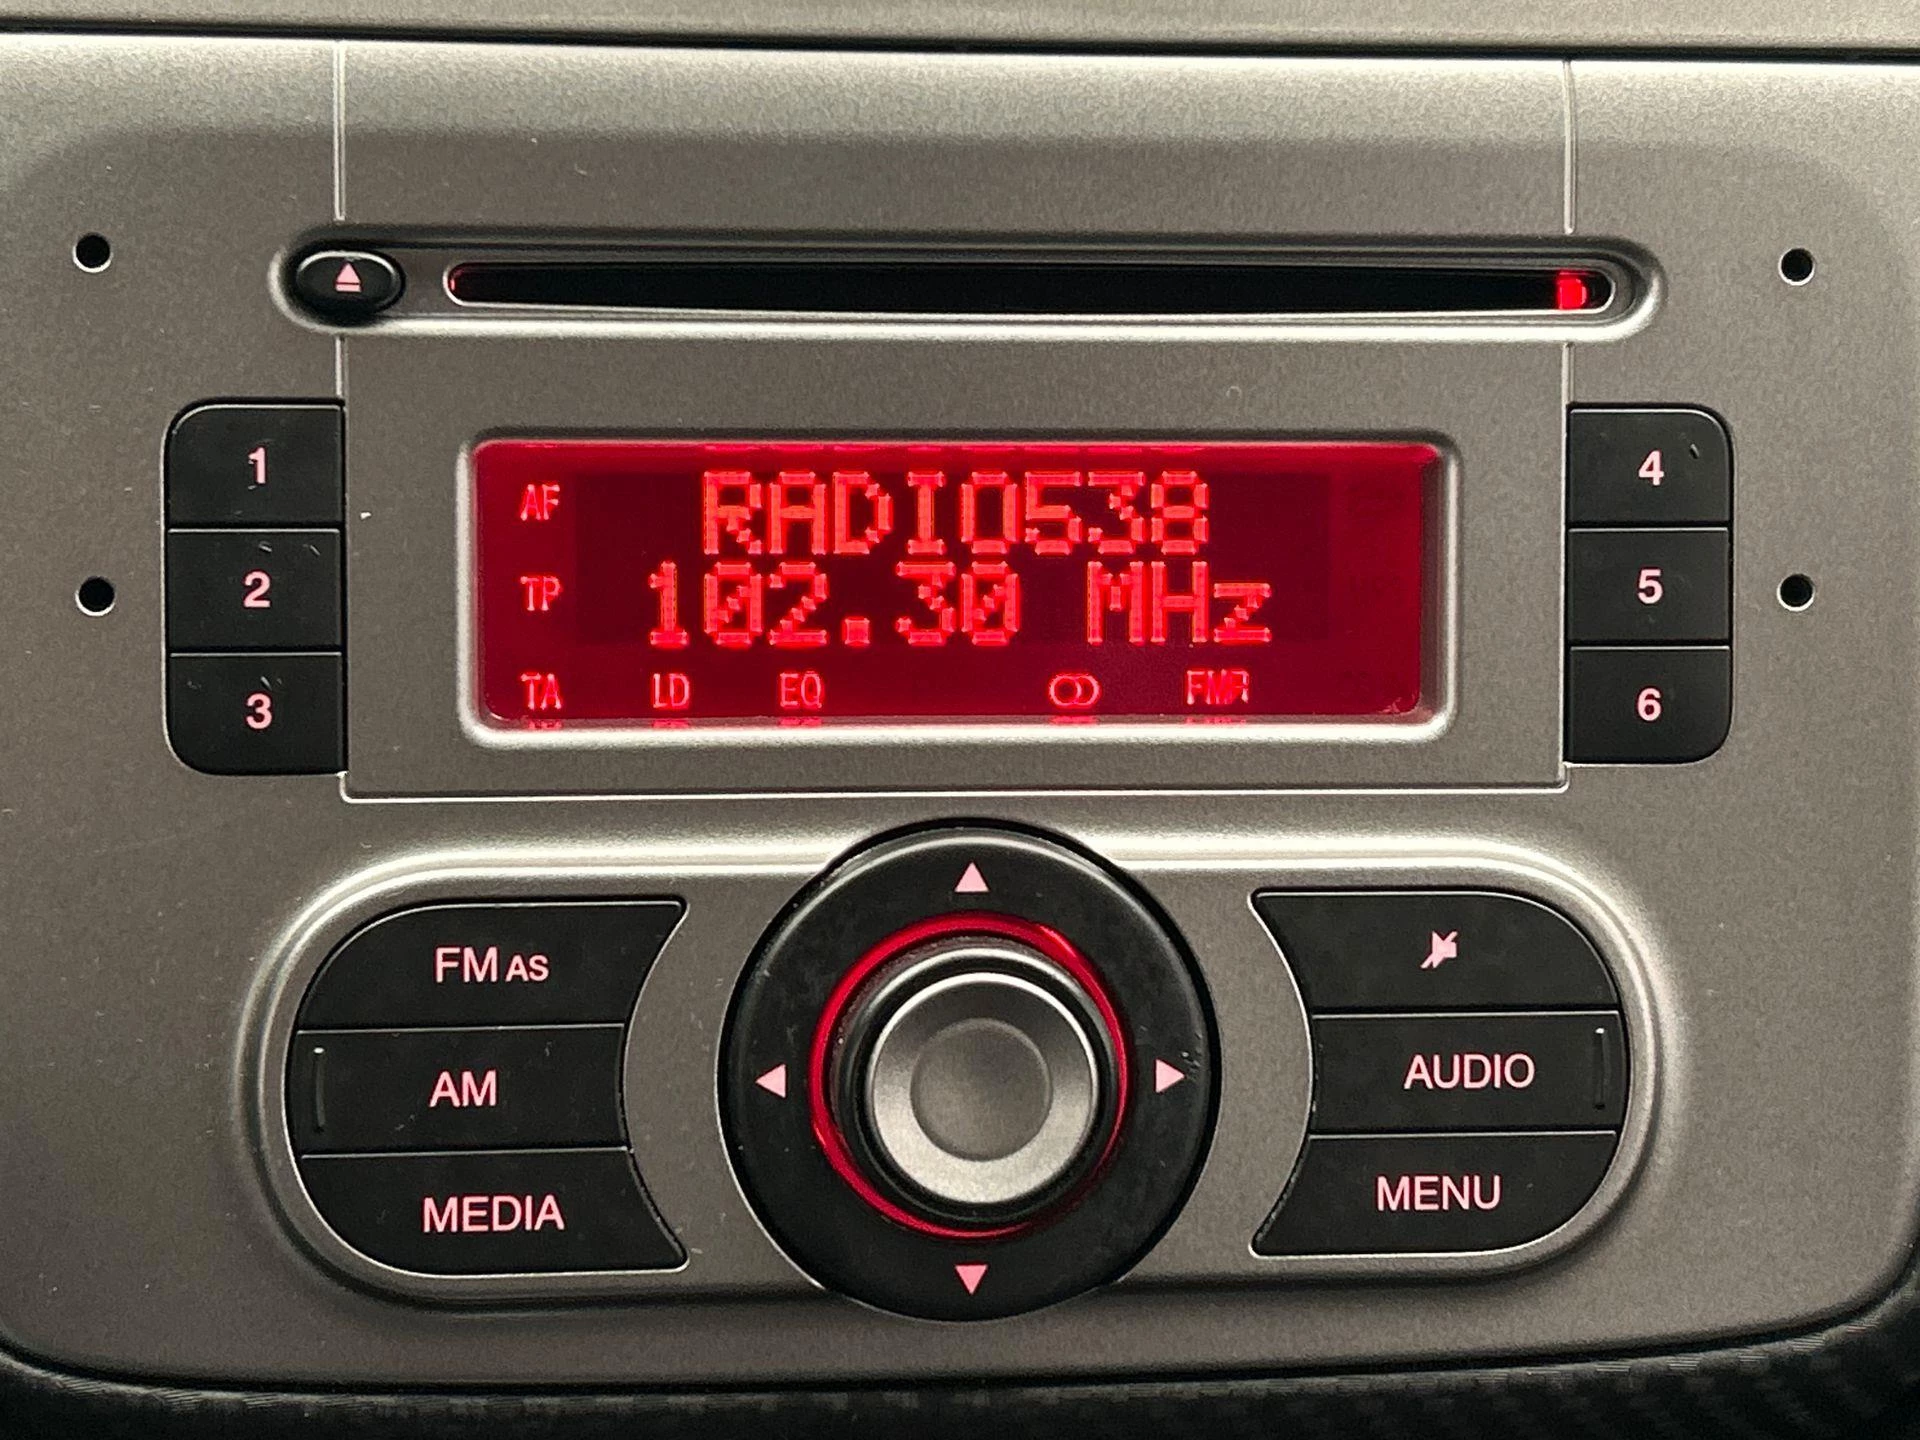 1
2
3
AF RADIO538
TP 102.30 MHz
TA LD EQ FMR
4
5
6
FM AS
AM
MEDIA
AUDIO
MENU